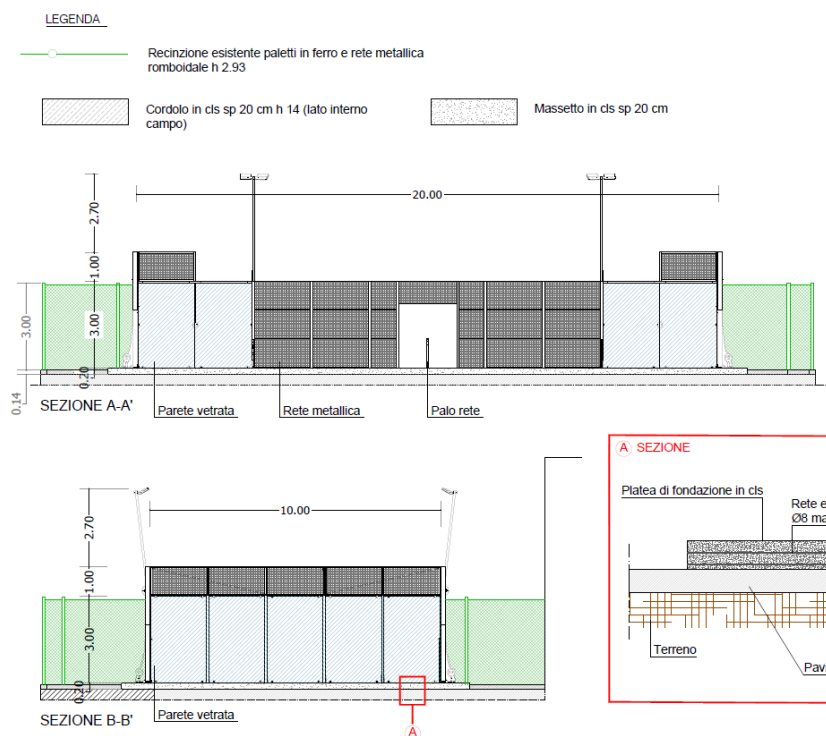 LEGENDA
Recinzione esistente paletti in ferro e rete metallica
romboidale h 2.93
Cordolo in cls sp 20 cm h 14 (lato interno
campo)
Massetto in cls sp 20 cm
20.00
2.70
1.00
3.00
3.00
0.20
0.14
SEZIONE A-A'
Parete vetrata
Rete metallica
Palo rete
A SEZIONE
Platea di fondazione in cls
Rete e
Ø8 ma
Terreno
Pav
10.00
2.70
1.00
3.00
0.20
SEZIONE B-B'
Parete vetrata
A